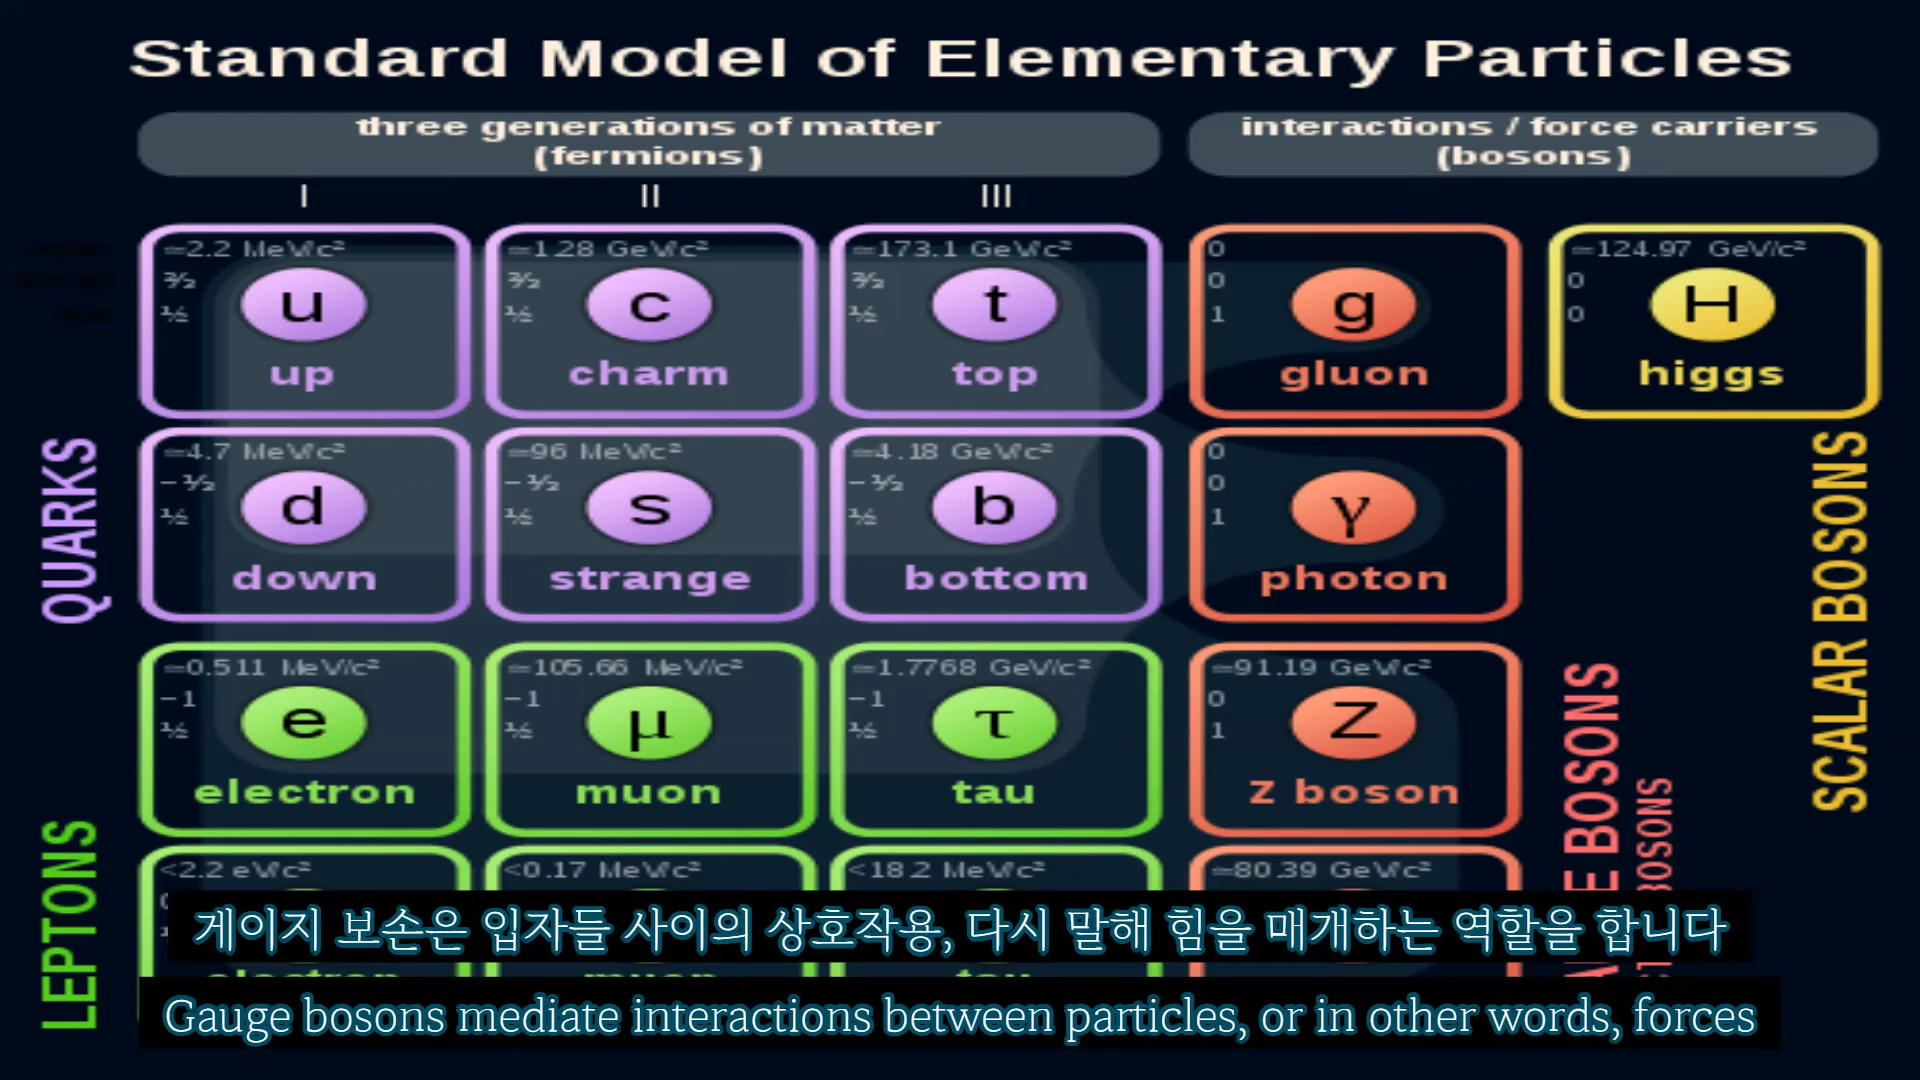 Standard Model of Elementary Particles
three generations of matter
(fermions)
interactions / force carriers
(bosons)
I
II
III
≃2.2 MeV/c²
⅔
½
u
up
≃1.28 GeV/c²
⅔
½
c
charm
≃173.1 GeV/c²
⅔
½
t
top
0
0
1
g
gluon
≃124.97 GeV/c²
0
0
H
higgs
QUARKS
≃4.7 MeV/c²
−⅓
½
d
down
≃96 MeV/c²
−⅓
½
s
strange
≃4.18 GeV/c²
−⅓
½
b
bottom
0
0
1
γ
photon
SCALAR BOSONS
≃0.511 MeV/c²
−1
½
e
electron
≃105.66 MeV/c²
−1
½
μ
muon
≃1.7768 GeV/c²
−1
½
τ
tau
≃91.19 GeV/c²
0
1
Z
Z boson
BOSONS
BOSONS
LEPTONS
<2.2 eV/c²
<0.17 MeV/c²
<18.2 MeV/c²
≃80.39 GeV/c²
게이지 보손은 입자들 사이의 상호작용, 다시 말해 힘을 매개하는 역할을 합니다
electron
muon
tau
Gauge bosons mediate interactions between particles, or in other words, forces